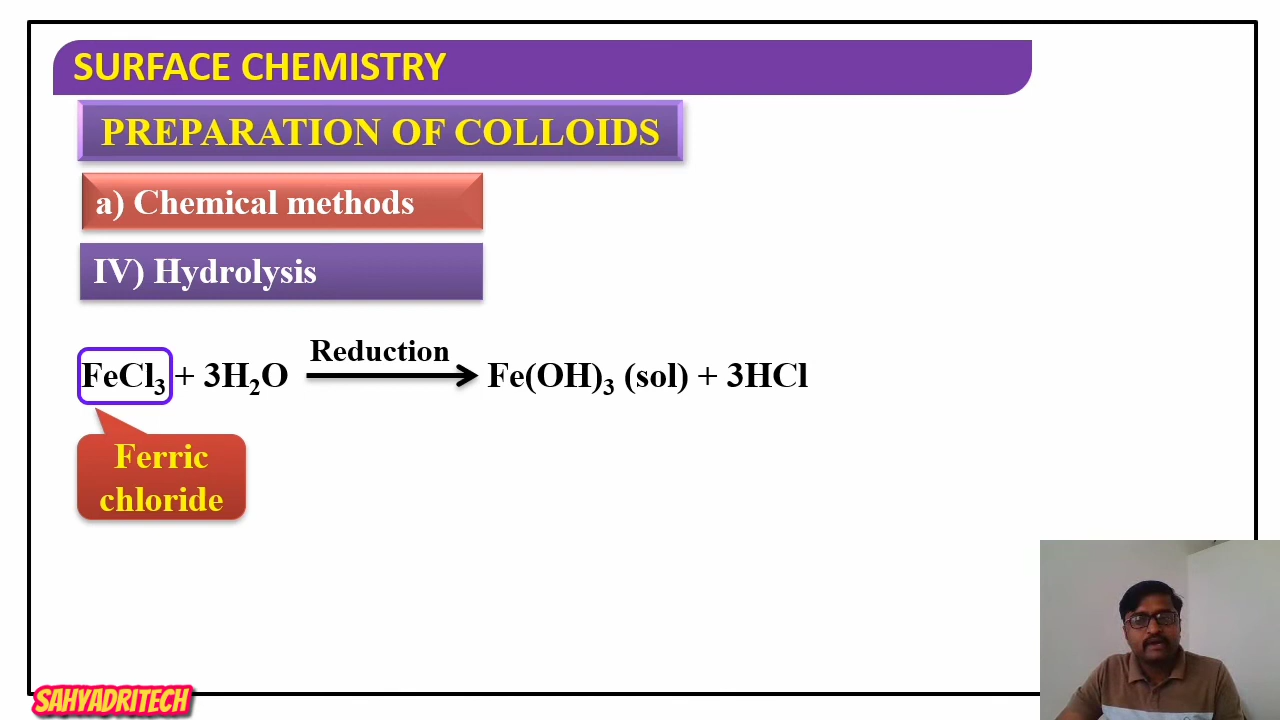 SURFACE CHEMISTRY
PREPARATION OF COLLOIDS
a) Chemical methods
IV) Hydrolysis
Reduction
FeCl₃ + 3H₂O → Fe(OH)₃ (sol) + 3HCl
Ferric
chloride
SAHYADRITECH